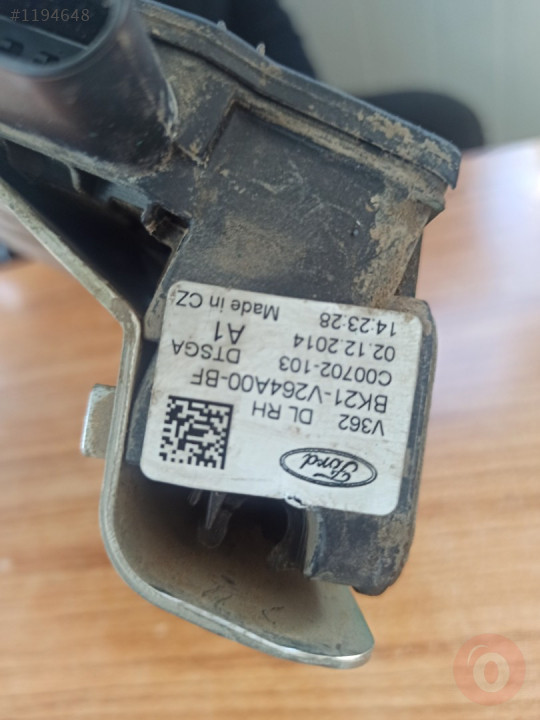 #1194648
Ford
V362 DL RH
BK21-V264A00-BF
C00702-103 DTSGA
02.12.2014 A1
14:23:28 Made in CZ